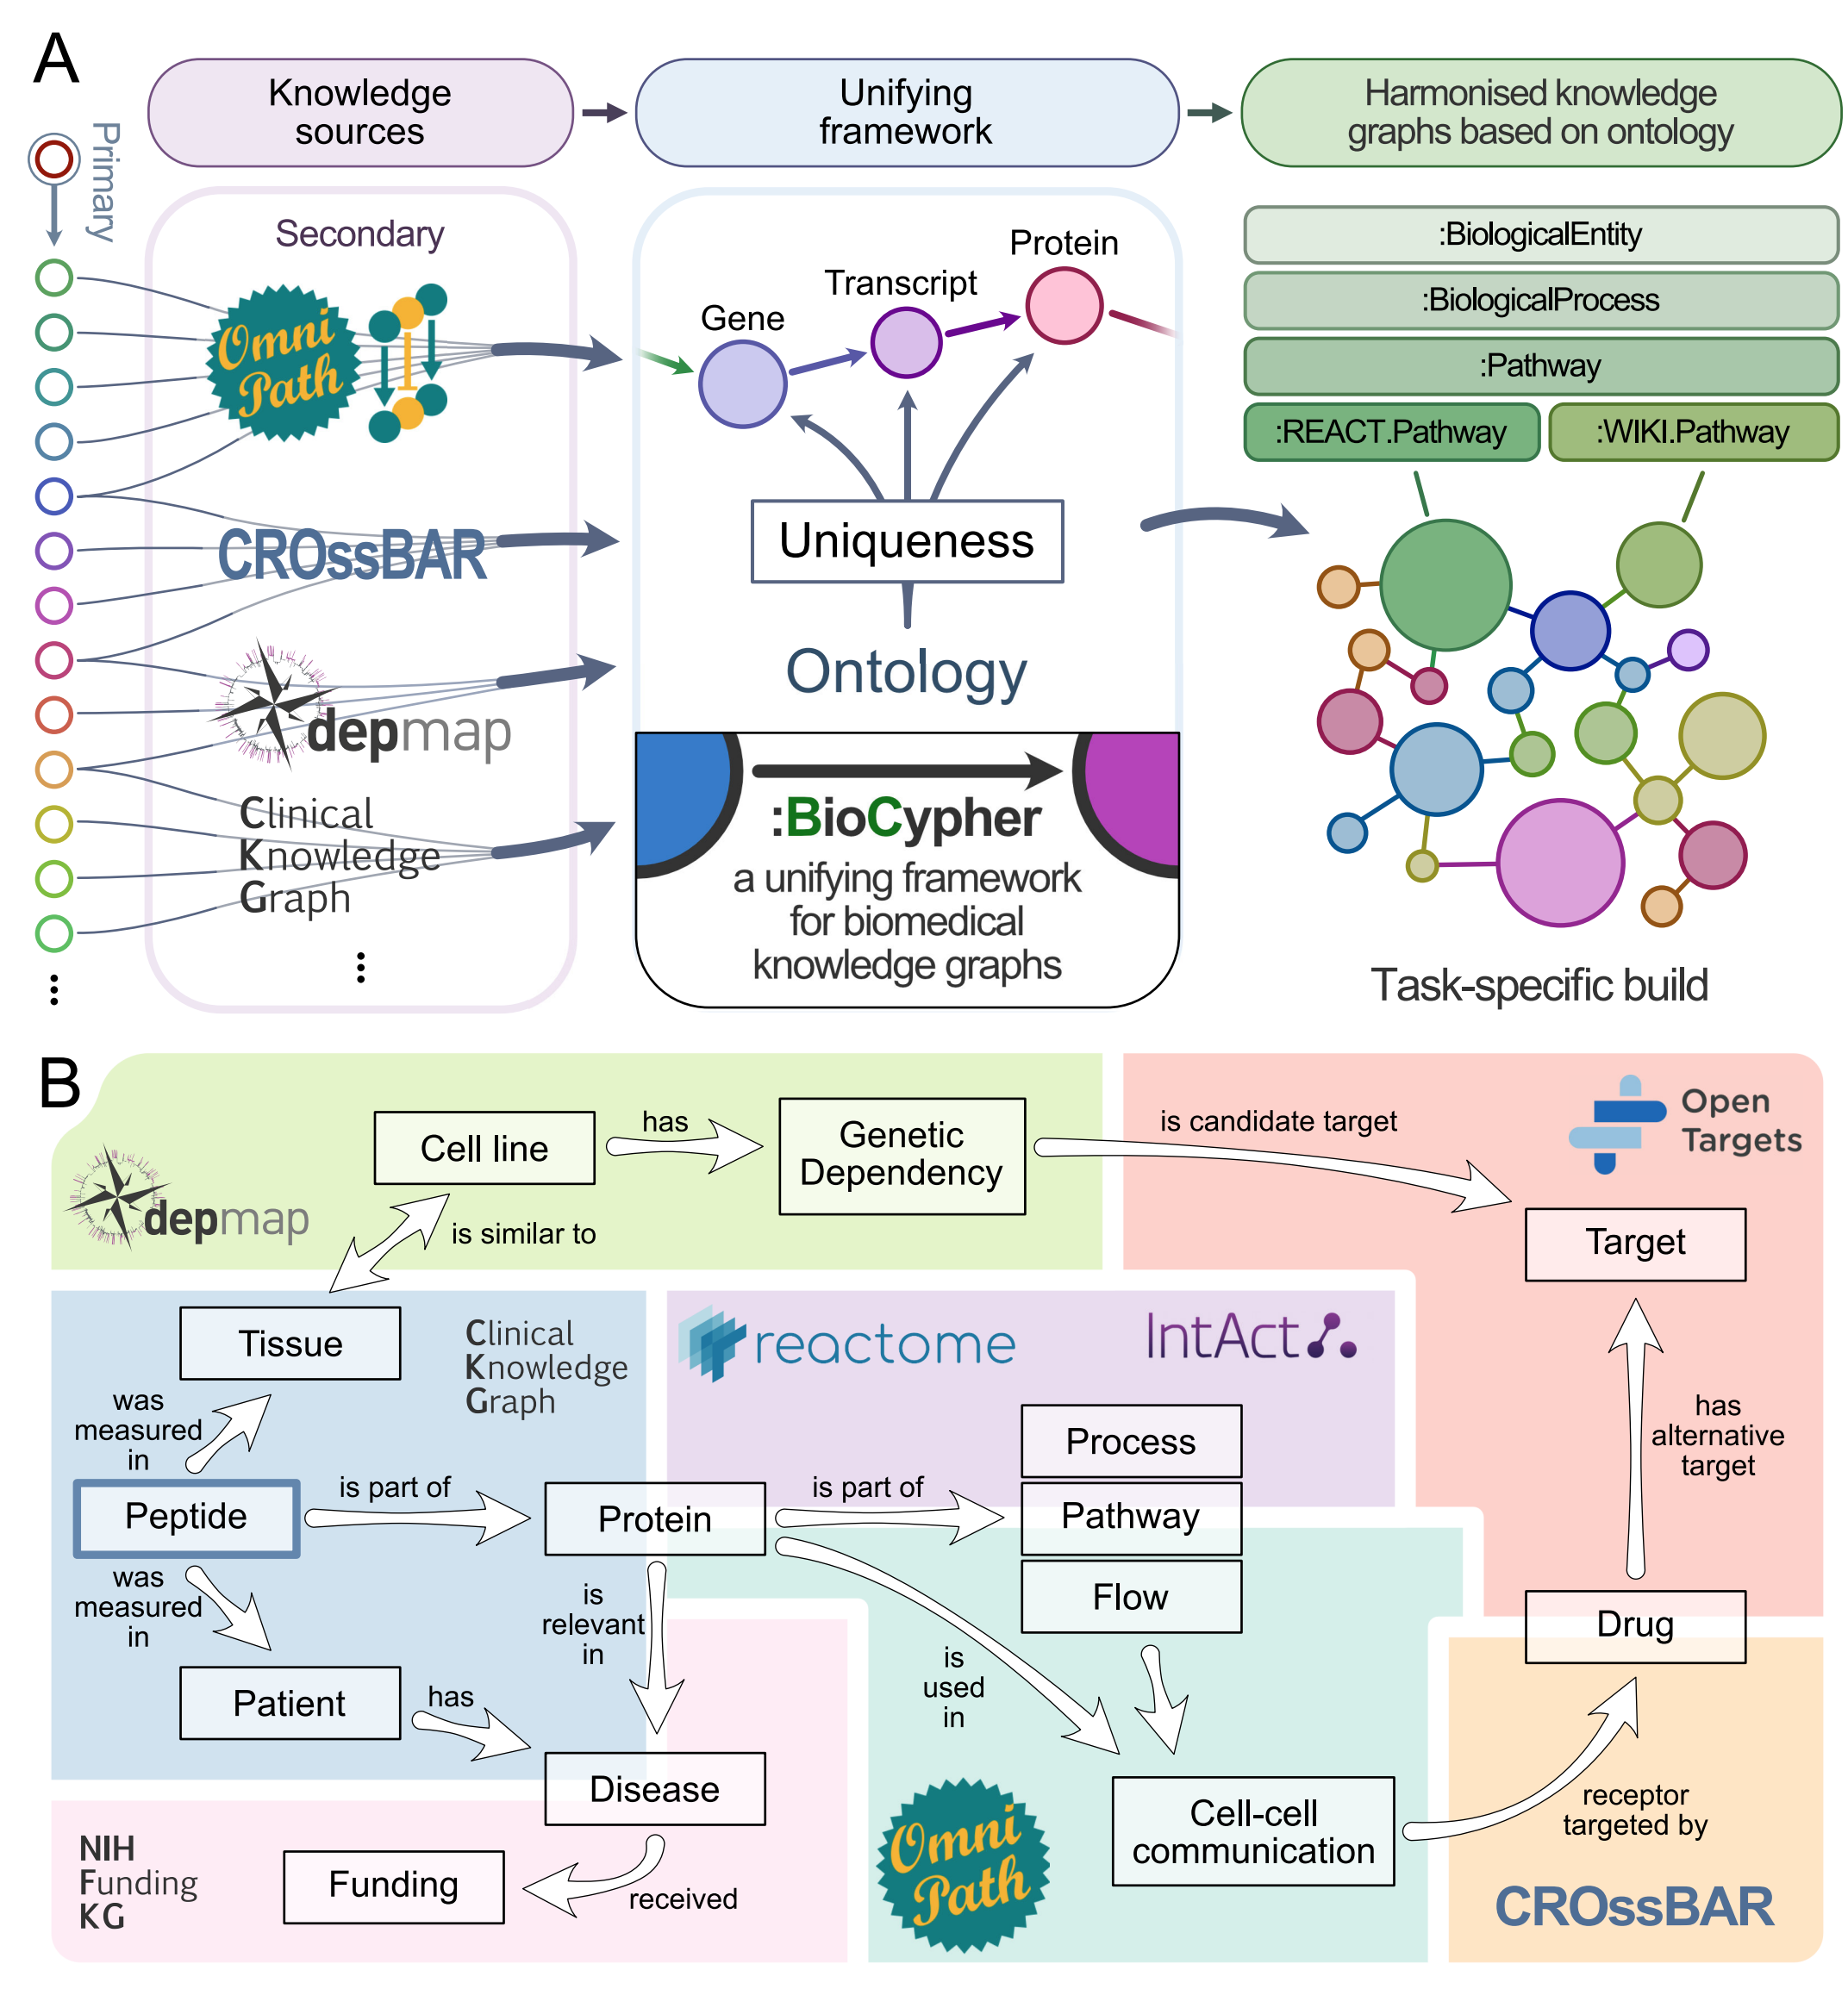 A
Knowledge
sources
Unifying
framework
Harmonised knowledge
graphs based on ontology
Primary
Secondary
Omni
Path
CROssBAR
depmap
Clinical
Knowledge
Graph
⋮
⋮
Gene
Transcript
Protein
Uniqueness
Ontology
:BioCypher
a unifying framework
for biomedical
knowledge graphs
:BiologicalEntity
:BiologicalProcess
:Pathway
:REACT.Pathway
:WIKI.Pathway
Task-specific build
B
depmap
Cell line
has
Genetic
Dependency
is candidate target
Open
Targets
Target
is similar to
Tissue
Clinical
Knowledge
Graph
reactome
IntAct
was
measured
in
Peptide
is part of
Protein
is part of
Process
Pathway
Flow
has
alternative
target
was
measured
in
is
relevant
in
is
used
in
Drug
Patient
has
Disease
Cell-cell
communication
receptor
targeted by
NIH
Funding
KG
Funding
received
Omni
Path
CROssBAR